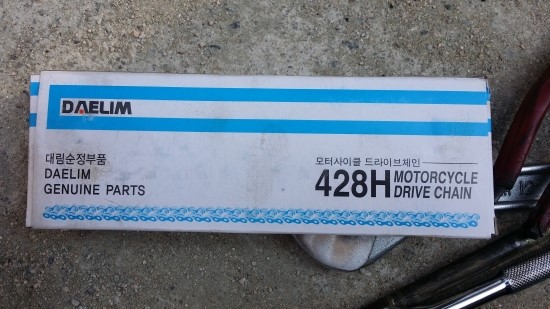 DAELIM
대림순정부품
DAELIM
GENUINE PARTS
모터사이클 드라이브체인
428H MOTORCYCLE
DRIVE CHAIN